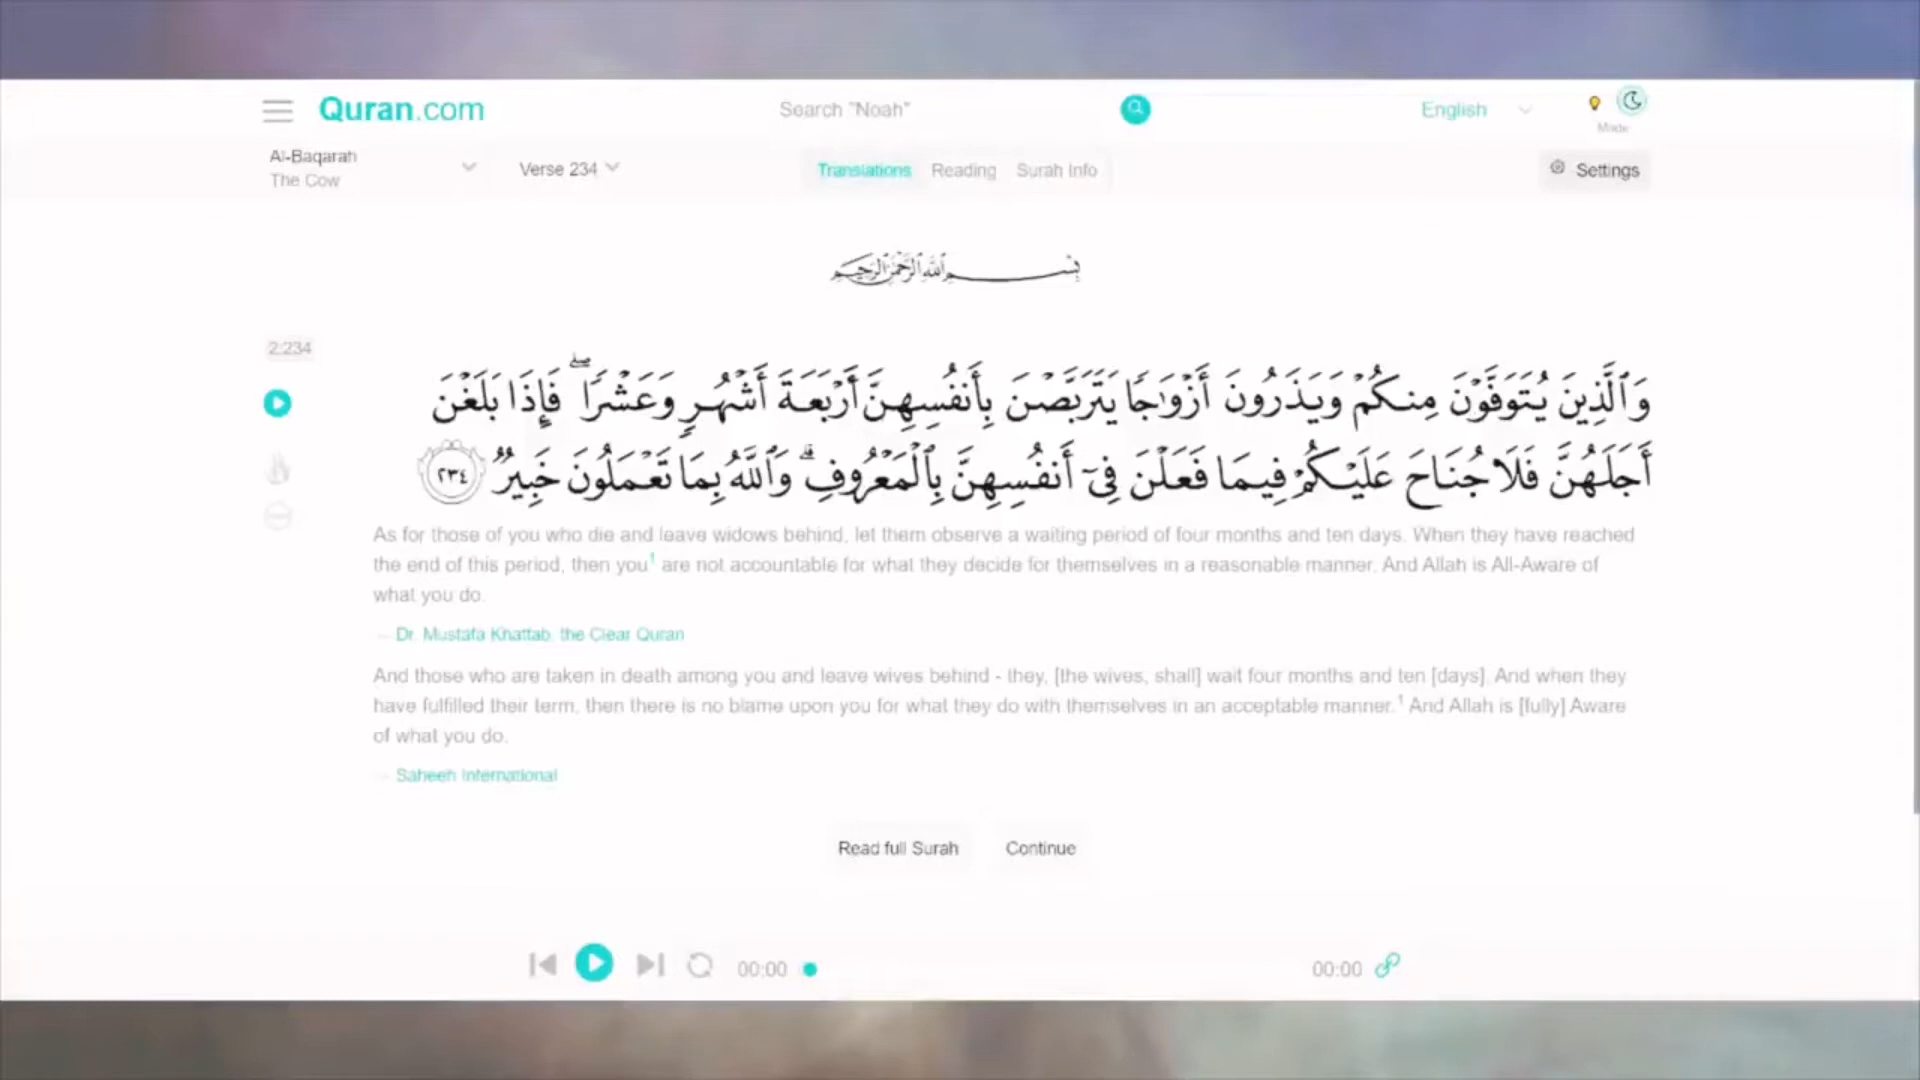 Quran.com
Search "Noah"
English
Mode
Al-Baqarah
The Cow
Verse 234
Translations
Reading
Surah Info
Settings
بِسْمِ ٱللَّهِ ٱلرَّحْمَـٰنِ ٱلرَّحِيمِ
2:234
وَٱلَّذِينَ يُتَوَفَّوْنَ مِنكُمْ وَيَذَرُونَ أَزْوَٰجًا يَتَرَبَّصْنَ بِأَنفُسِهِنَّ أَرْبَعَةَ أَشْهُرٍ وَعَشْرًا ۖ فَإِذَا بَلَغْنَ
أَجَلَهُنَّ فَلَا جُنَاحَ عَلَيْكُمْ فِيمَا فَعَلْنَ فِىٓ أَنفُسِهِنَّ بِٱلْمَعْرُوفِ ۗ وَٱللَّهُ بِمَا تَعْمَلُونَ خَبِيرٌ ٢٣٤
As for those of you who die and leave widows behind, let them observe a waiting period of four months and ten days. When they have reached
the end of this period, then you¹ are not accountable for what they decide for themselves in a reasonable manner. And Allah is All-Aware of
what you do.
— Dr. Mustafa Khattab, the Clear Quran
And those who are taken in death among you and leave wives behind - they, [the wives, shall] wait four months and ten [days]. And when they
have fulfilled their term, then there is no blame upon you for what they do with themselves in an acceptable manner.¹ And Allah is [fully] Aware
of what you do.
— Saheeh International
Read full Surah
Continue
00:00
00:00